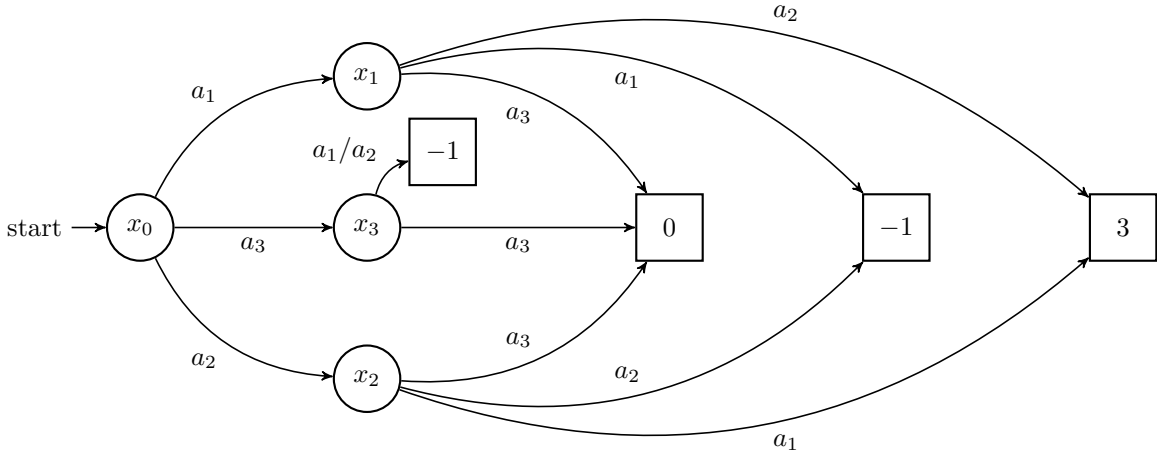 a₂
x₁
a₁
a₁
a₃
a₁/a₂
−1
start
x₀
x₃
0
−1
3
a₃
a₃
a₃
a₂
x₂
a₂
a₁